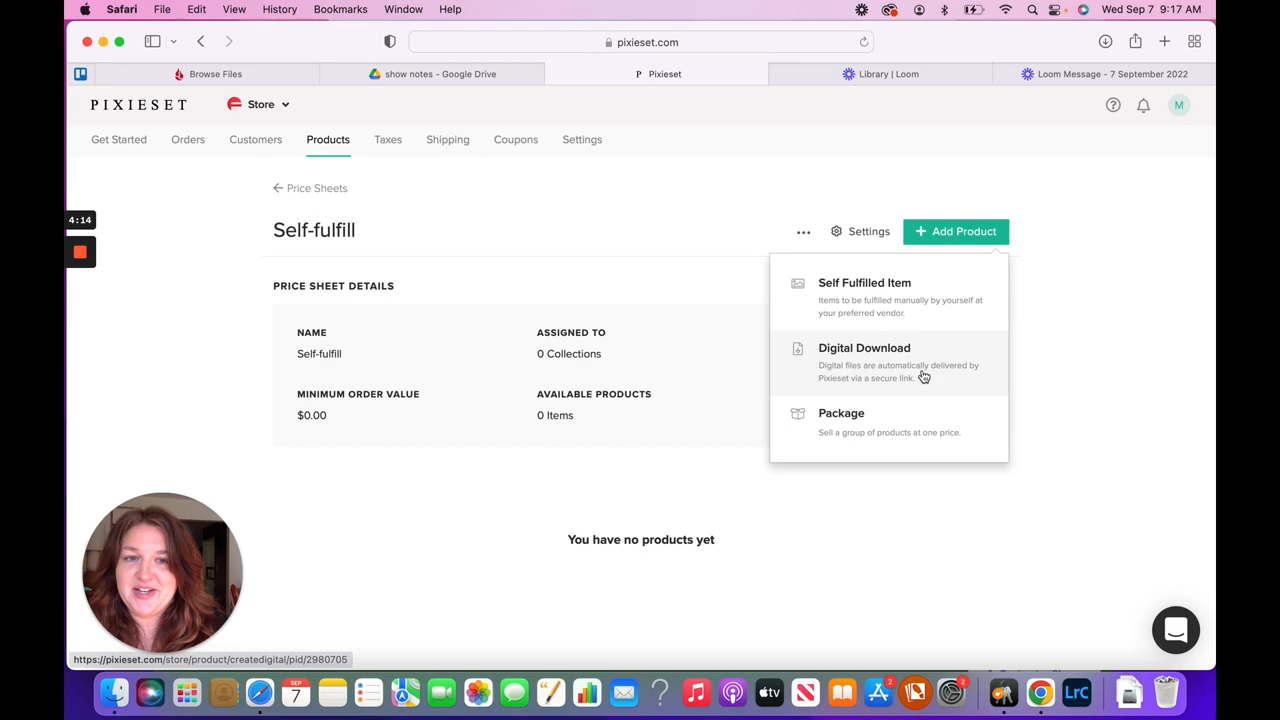 Safari File Edit View History Bookmarks Window Help Wed Sep 7 9:17 AM
pixieset.com
Browse Files show notes - Google Drive P Pixieset Library | Loom Loom Message - 7 September 2022
PIXIESET Store M
Get Started Orders Customers Products Taxes Shipping Coupons Settings
Price Sheets
4:14
Self-fulfill ... Settings + Add Product
PRICE SHEET DETAILS
NAME ASSIGNED TO
Self-fulfill 0 Collections
MINIMUM ORDER VALUE AVAILABLE PRODUCTS
$0.00 0 Items
Self Fulfilled Item
Items to be fulfilled manually by yourself at
your preferred vendor.
Digital Download
Digital files are automatically delivered by
Pixieset via a secure link.
Package
Sell a group of products at one price.
You have no products yet
https://pixieset.com/store/product/createdigital/pid/2980705
SEP
7 tv 2 2 LrC